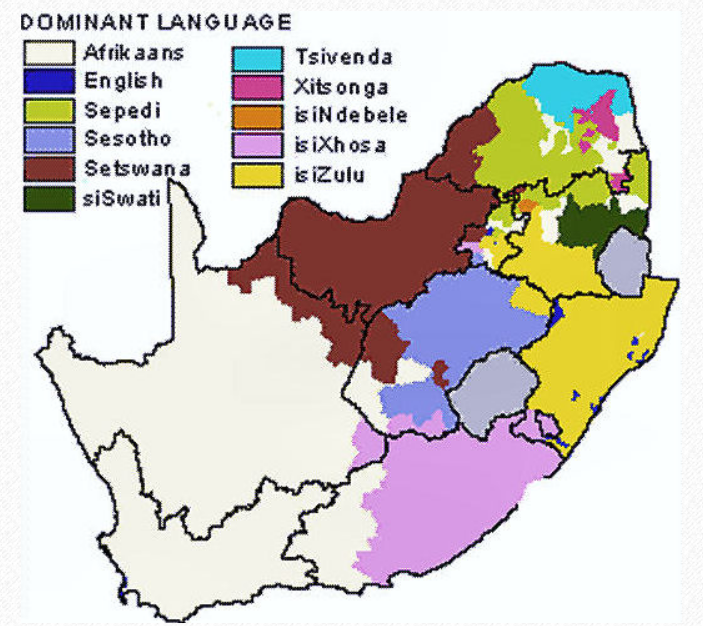 DOMINANT LANGUAGE
Afrikaans
English
Sepedi
Sesotho
Setswana
siSwati
Tsivenda
Xitsonga
isiNdebele
isiXhosa
isiZulu